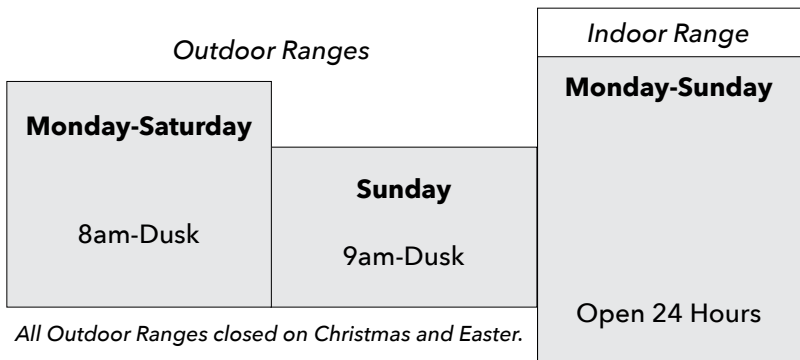 Outdoor Ranges
Monday-Saturday
8am-Dusk
Sunday
9am-Dusk
All Outdoor Ranges closed on Christmas and Easter.
Indoor Range
Monday-Sunday
Open 24 Hours